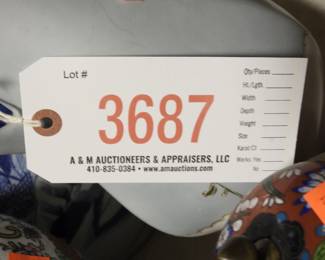 Lot #
3687
A & M AUCTIONEERS & APPRAISERS, LLC
410-835-0384 • www.amauctions.com
Qty/Pieces
Ht./Lgth.
Width
Depth
Weight
Size
Karat/Ct
Works: Yes
No